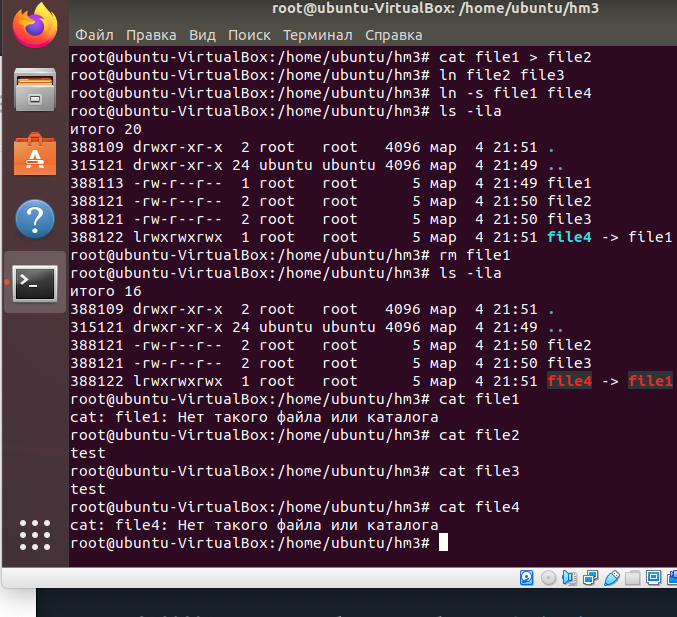 root@ubuntu-VirtualBox: /home/ubuntu/hm3
Файл Правка Вид Поиск Терминал Справка
root@ubuntu-VirtualBox:/home/ubuntu/hm3# cat file1 > file2
root@ubuntu-VirtualBox:/home/ubuntu/hm3# ln file2 file3
root@ubuntu-VirtualBox:/home/ubuntu/hm3# ln -s file1 file4
root@ubuntu-VirtualBox:/home/ubuntu/hm3# ls -ila
итого 20
388109 drwxr-xr-x  2 root   root   4096 мар  4 21:51 .
315121 drwxr-xr-x 24 ubuntu ubuntu 4096 мар  4 21:49 ..
388113 -rw-r--r--  1 root   root      5 мар  4 21:49 file1
388121 -rw-r--r--  2 root   root      5 мар  4 21:50 file2
388121 -rw-r--r--  2 root   root      5 мар  4 21:50 file3
388122 lrwxrwxrwx  1 root   root      5 мар  4 21:51 file4 -> file1
root@ubuntu-VirtualBox:/home/ubuntu/hm3# rm file1
root@ubuntu-VirtualBox:/home/ubuntu/hm3# ls -ila
итого 16
388109 drwxr-xr-x  2 root   root   4096 мар  4 21:51 .
315121 drwxr-xr-x 24 ubuntu ubuntu 4096 мар  4 21:49 ..
388121 -rw-r--r--  2 root   root      5 мар  4 21:50 file2
388121 -rw-r--r--  2 root   root      5 мар  4 21:50 file3
388122 lrwxrwxrwx  1 root   root      5 мар  4 21:51 file4 -> file1
root@ubuntu-VirtualBox:/home/ubuntu/hm3# cat file1
cat: file1: Нет такого файла или каталога
root@ubuntu-VirtualBox:/home/ubuntu/hm3# cat file2
test
root@ubuntu-VirtualBox:/home/ubuntu/hm3# cat file3
test
root@ubuntu-VirtualBox:/home/ubuntu/hm3# cat file4
cat: file4: Нет такого файла или каталога
root@ubuntu-VirtualBox:/home/ubuntu/hm3#